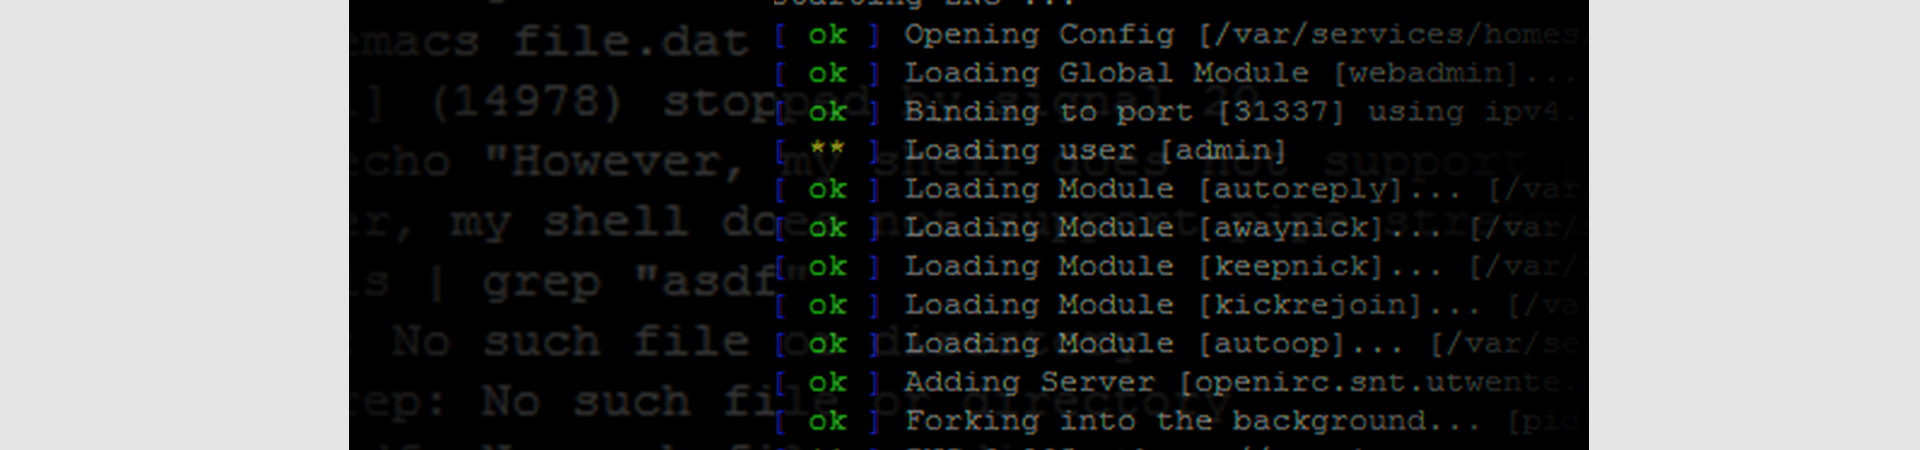 emacs file.dat
(14978) stopped by signal 20
echo "However, my shell does not support
er, my shell does not support pipe
ls | grep "asdf"
No such file or directory
rep: No such file or directory
[ ok ] Opening Config [/var/services/homes
[ ok ] Loading Global Module [webadmin]...
[ ok ] Binding to port [31337] using ipv4.
[ ** ] Loading user [admin]
[ ok ] Loading Module [autoreply]... [/var
[ ok ] Loading Module [awaynick]... [/var/
[ ok ] Loading Module [keepnick]... [/var/
[ ok ] Loading Module [kickrejoin]... [/va
[ ok ] Loading Module [autoop]... [/var/se
[ ok ] Adding Server [openirc.snt.utwente.
[ ok ] Forking into the background... [pid